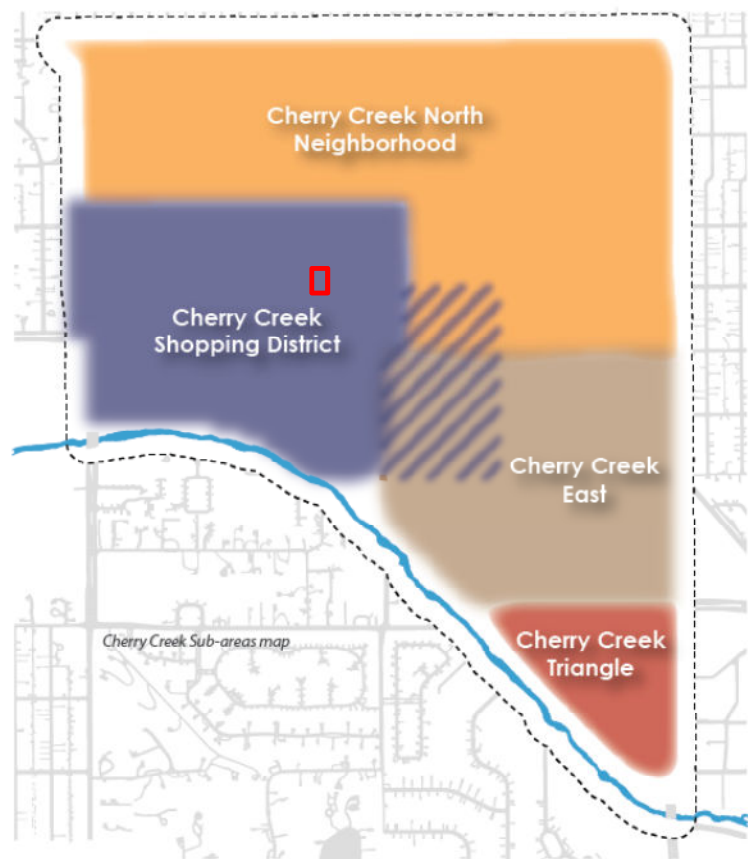 Cherry Creek North
Neighborhood
Cherry Creek
Shopping District
Cherry Creek
East
Cherry Creek
Triangle
Cherry Creek Sub-areas map